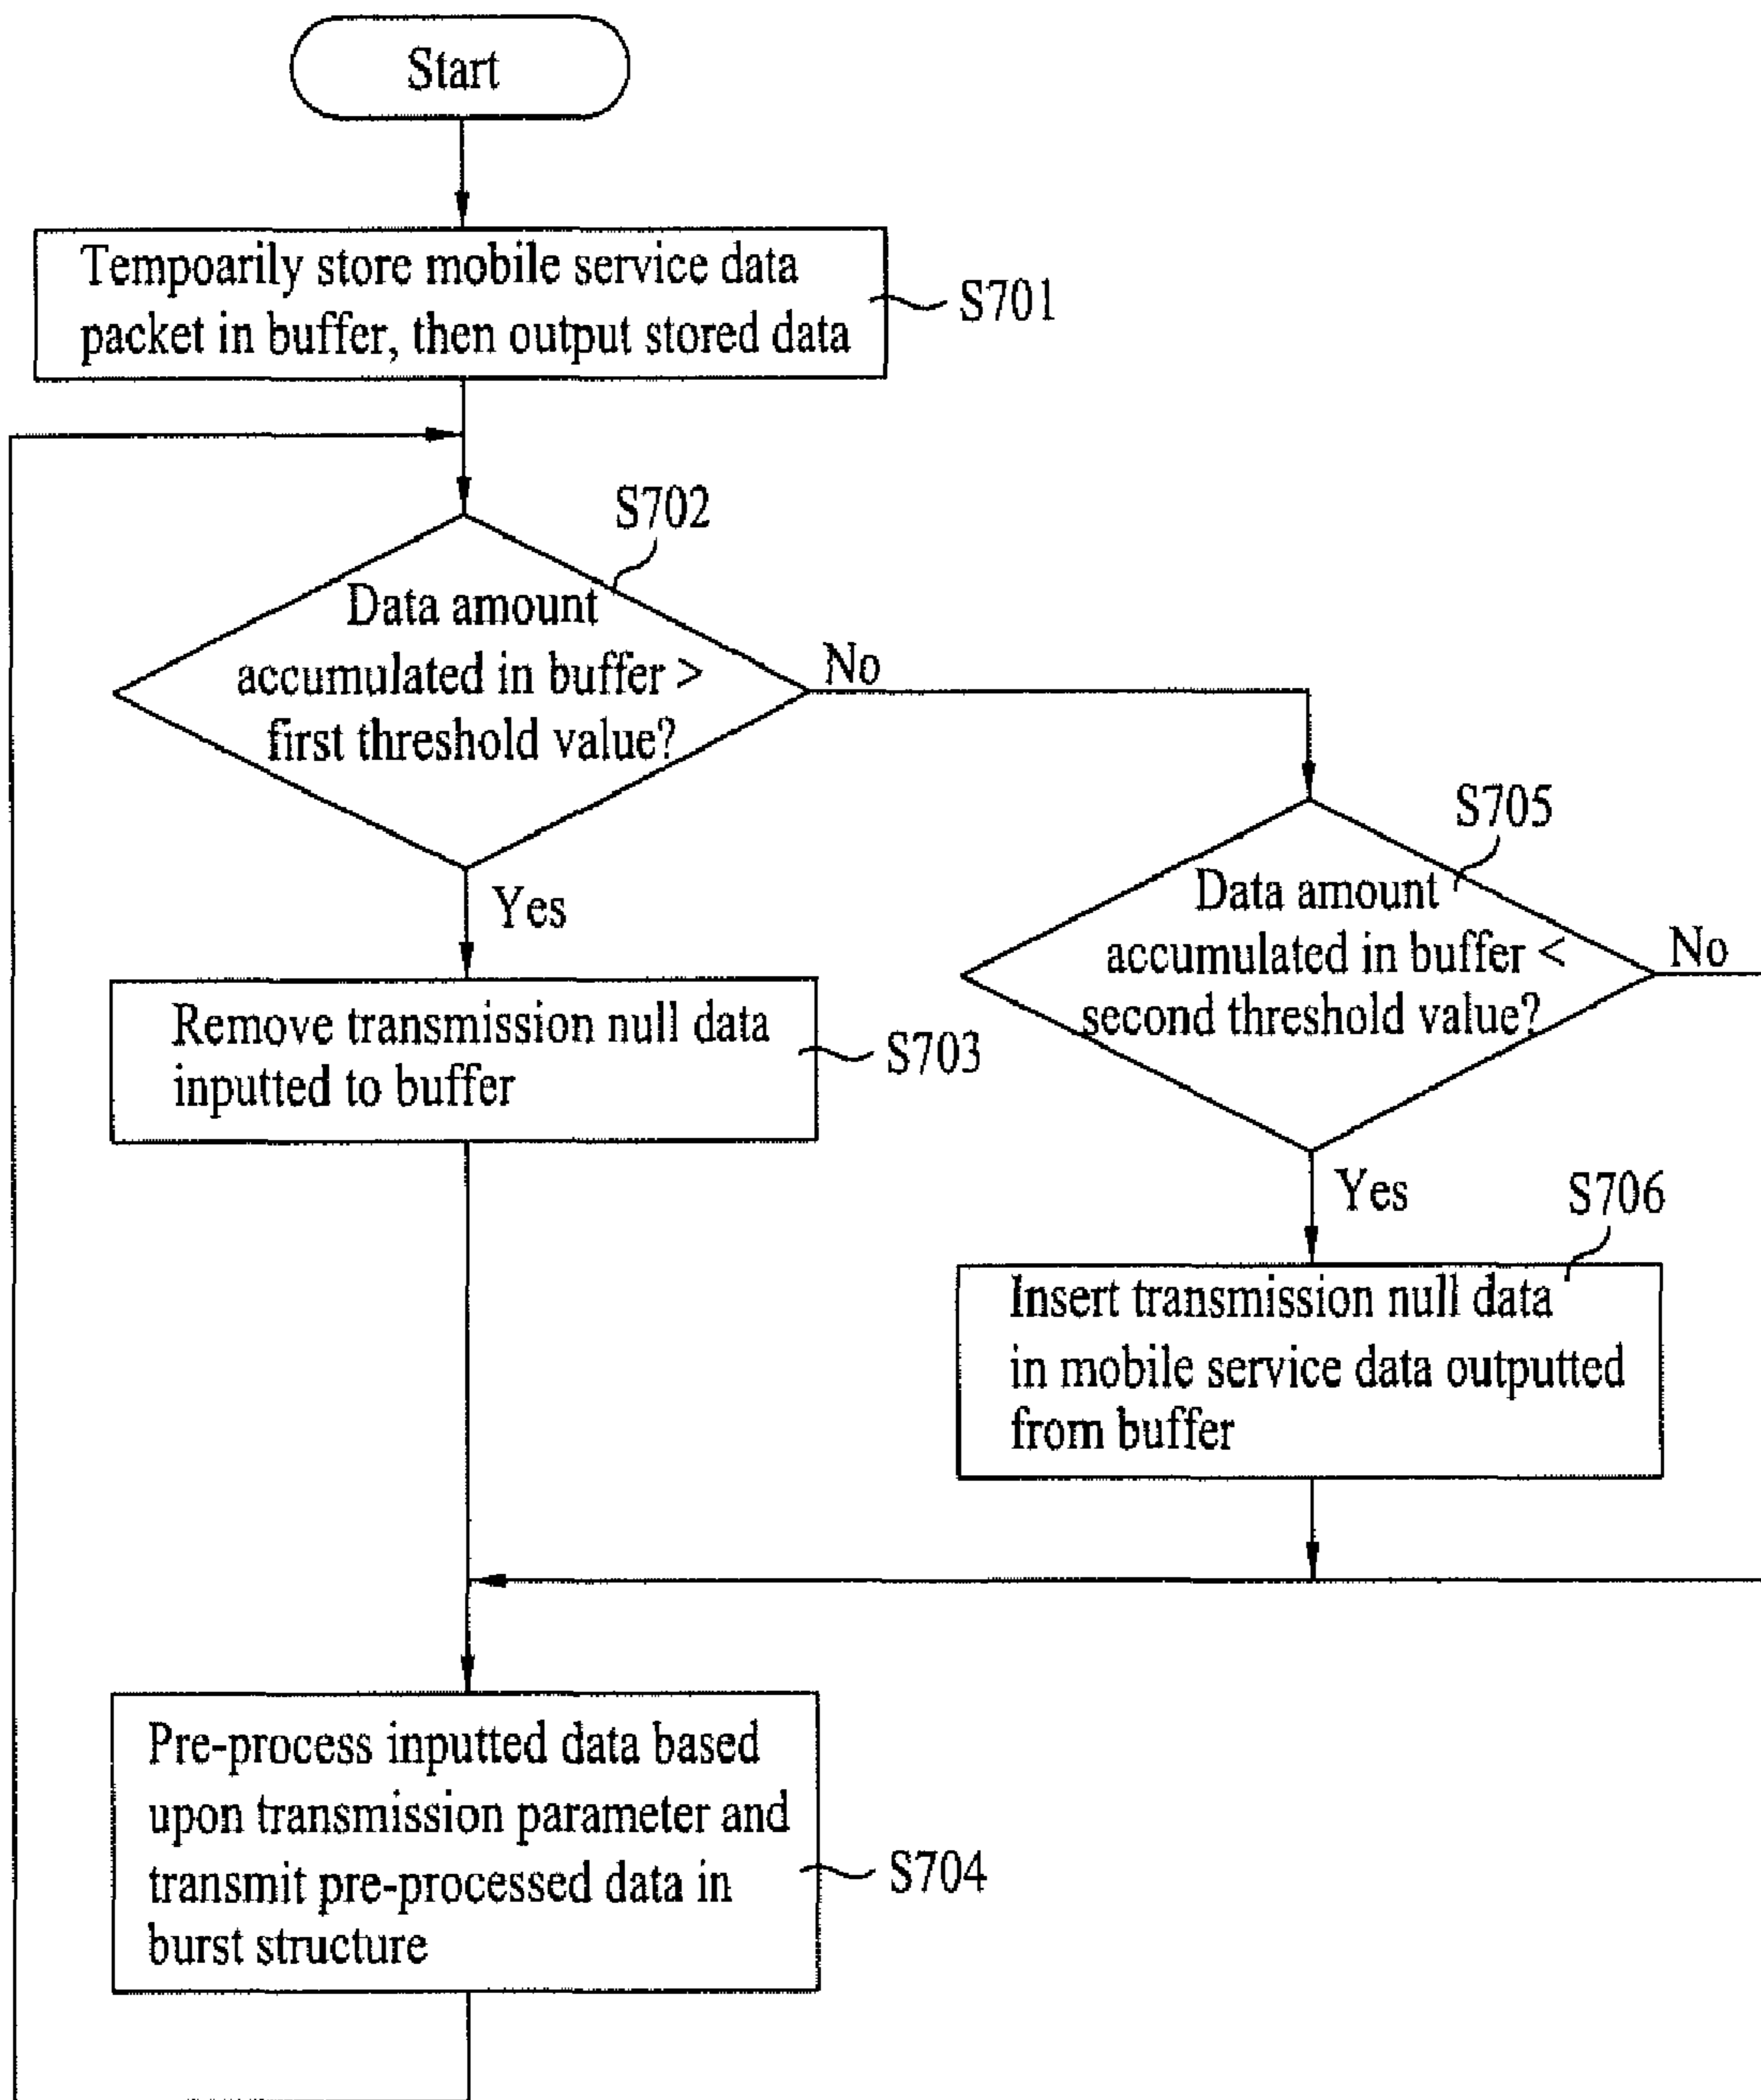 Start
Tempoarily store mobile service data
packet in buffer, then output stored data
S701
S702
Data amount
accumulated in buffer >
first threshold value?
No
Yes
S705
Data amount
accumulated in buffer <
second threshold value?
No
Yes
Remove transmission null data
inputted to buffer
S703
S706
Insert transmission null data
in mobile service data outputted
from buffer
Pre-process inputted data based
upon transmission parameter and
transmit pre-processed data in
burst structure
S704